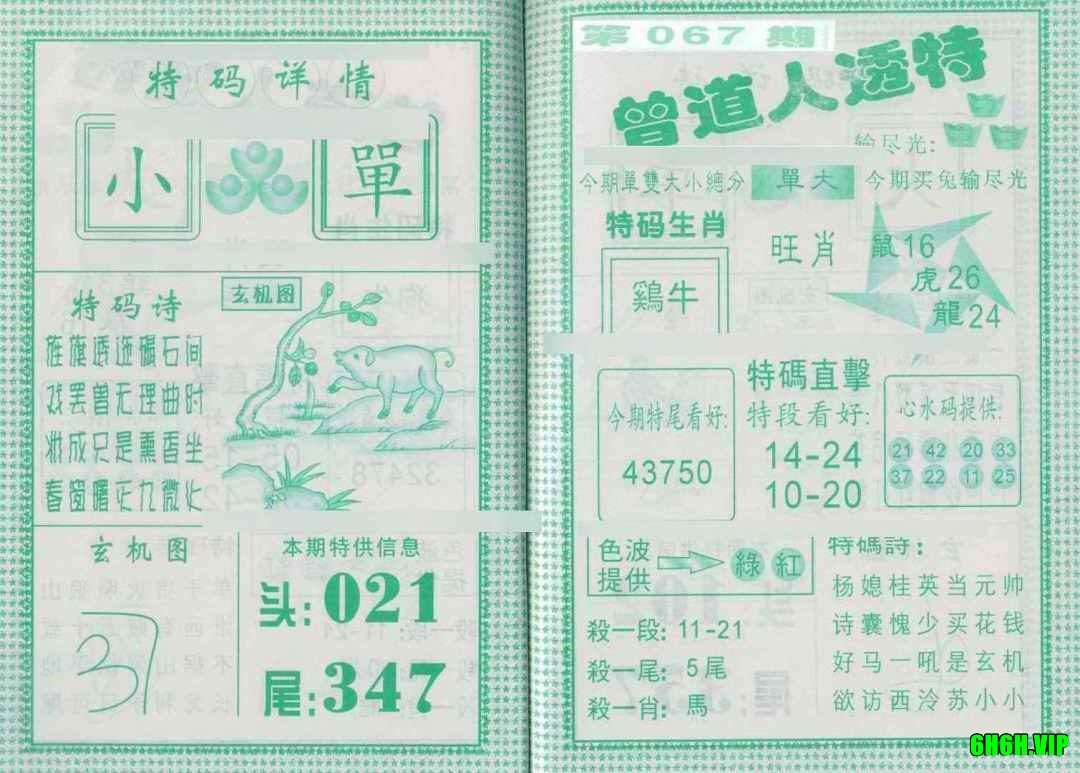 特码详情
小 單
特码诗
玄机图
玄机图
37
本期特供信息
头:021
尾:347
第067期
曾道人透特
输尽光:
今期單雙大小總分 單大 今期买兔输尽光
特码生肖
鷄牛
旺肖
鼠16
虎26
龍24
今期特尾看好:
43750
特碼直擊
特段看好:
14-24
10-20
心水码提供:
21 42 20 33
37 22 11 25
色波
提供
綠 紅
殺一段: 11-21
殺一尾: 5尾
殺一肖: 馬
特碼詩:
杨媳桂英当元帅
诗囊愧少买花钱
好马一吼是玄机
欲访西泠苏小小
6H6H.VIP